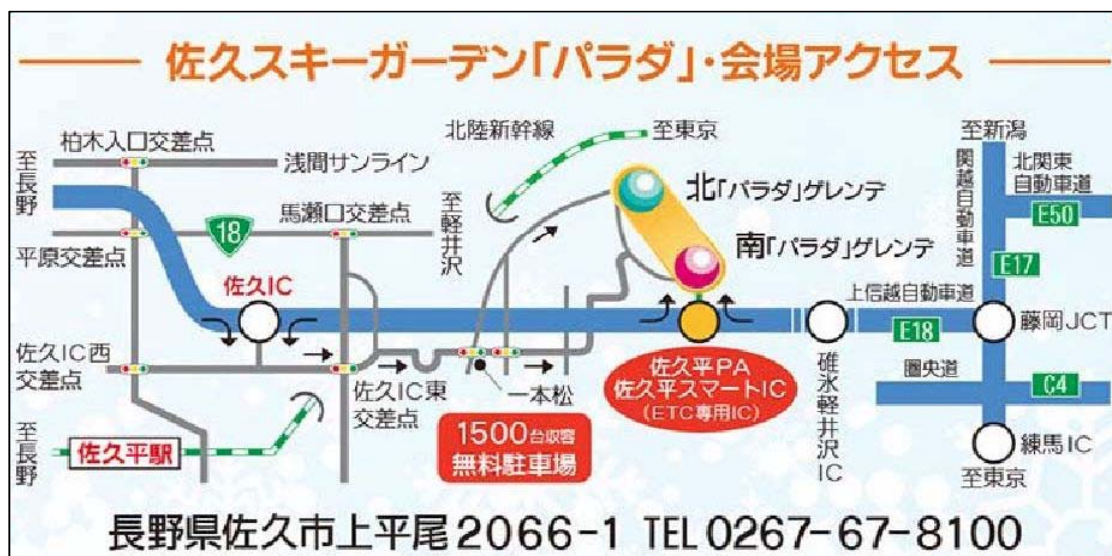 佐久スキーガーデン「パラダ」・会場アクセス
柏木入口交差点
北陸新幹線
至東京
至新潟
至長野
浅間サンライン
関越自動車道
北関東
自動車道
E50
至軽井沢
北「パラダ」ゲレンデ
18
馬瀬口交差点
平原交差点
南「パラダ」ゲレンデ
E17
佐久IC
上信越自動車道
E18
藤岡JCT
佐久IC西
交差点
佐久IC東
交差点
一本松
佐久平PA
佐久平スマートIC
(ETC専用IC)
碓氷軽井沢IC
圏央道
C4
至長野
佐久平駅
1500台収容
無料駐車場
練馬IC
至東京
長野県佐久市上平尾2066-1 TEL 0267-67-8100